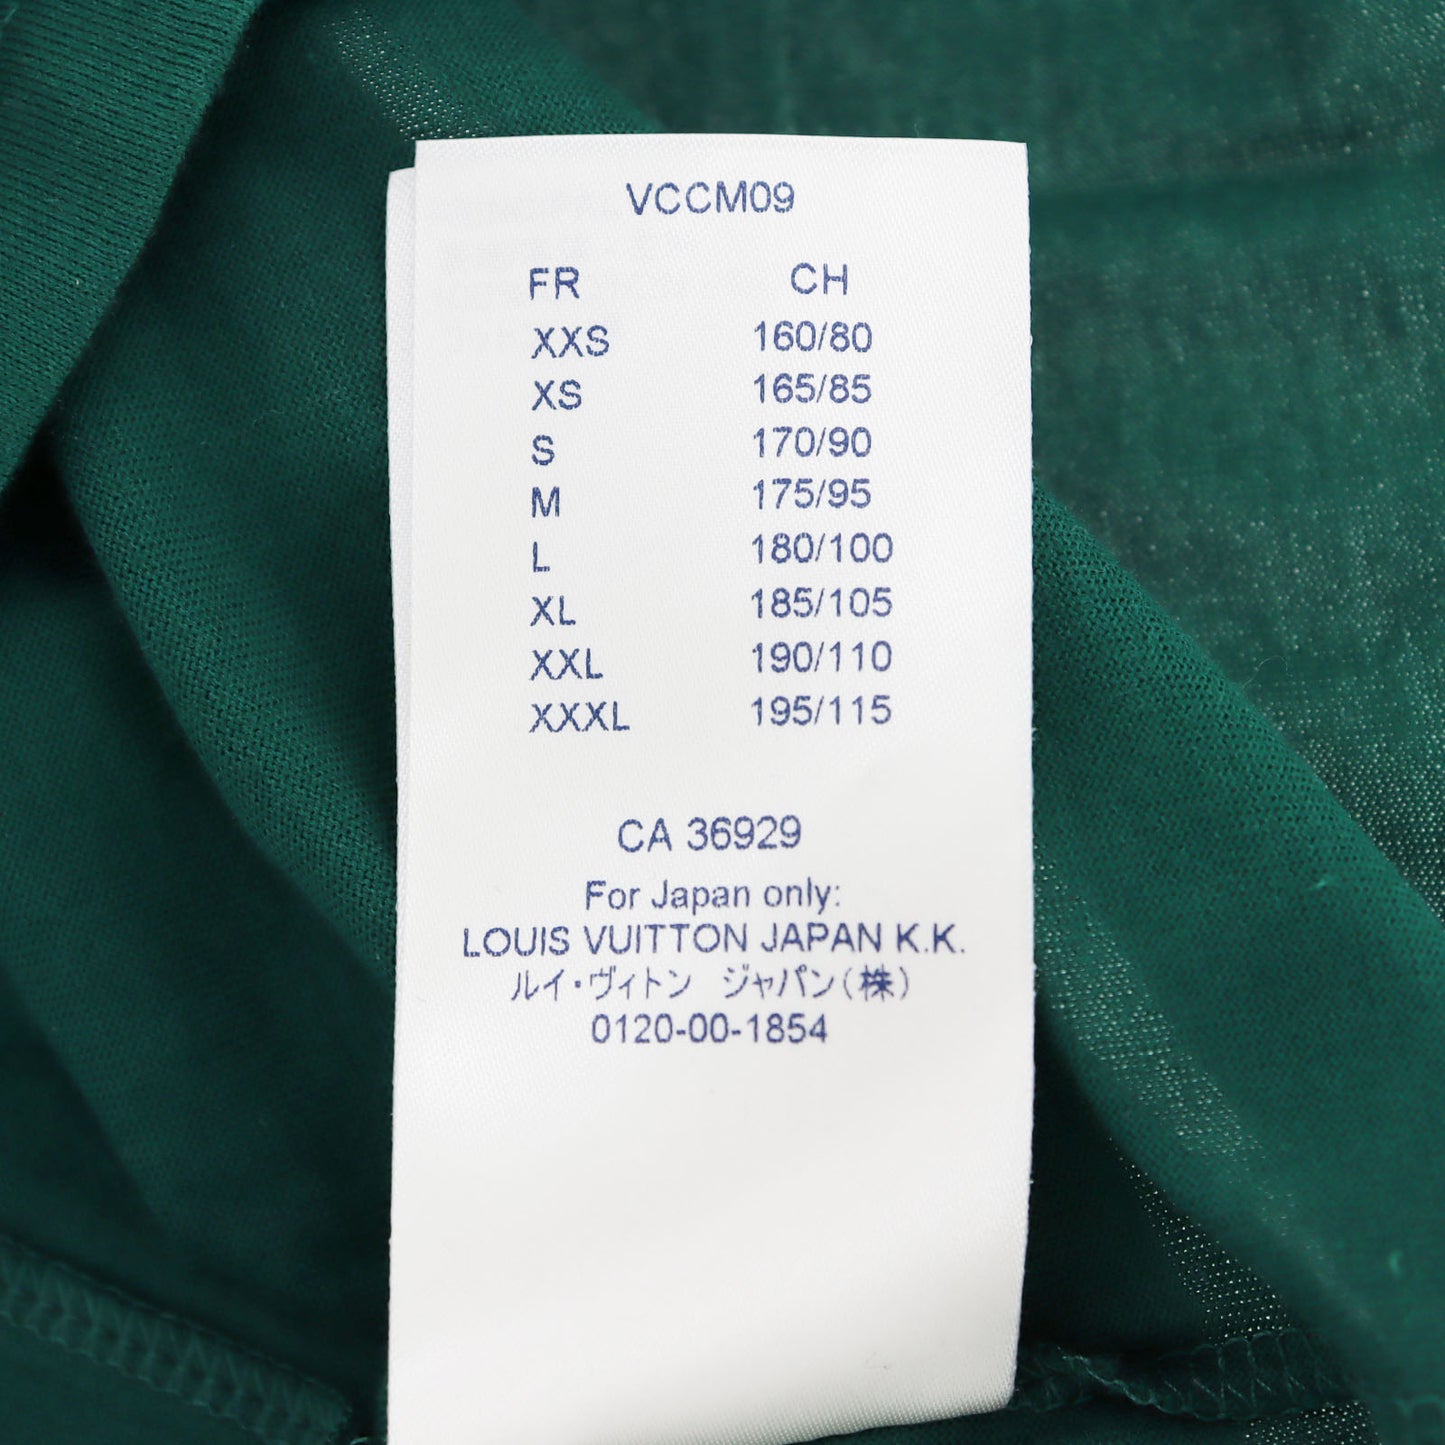 VCCM09
FR CH
XXS 160/80
XS 165/85
S 170/90
M 175/95
L 180/100
XL 185/105
XXL 190/110
XXXL 195/115
CA 36929
For Japan only:
LOUIS VUITTON JAPAN K.K.
ルイ・ヴィトン ジャパン(株)
0120-00-1854